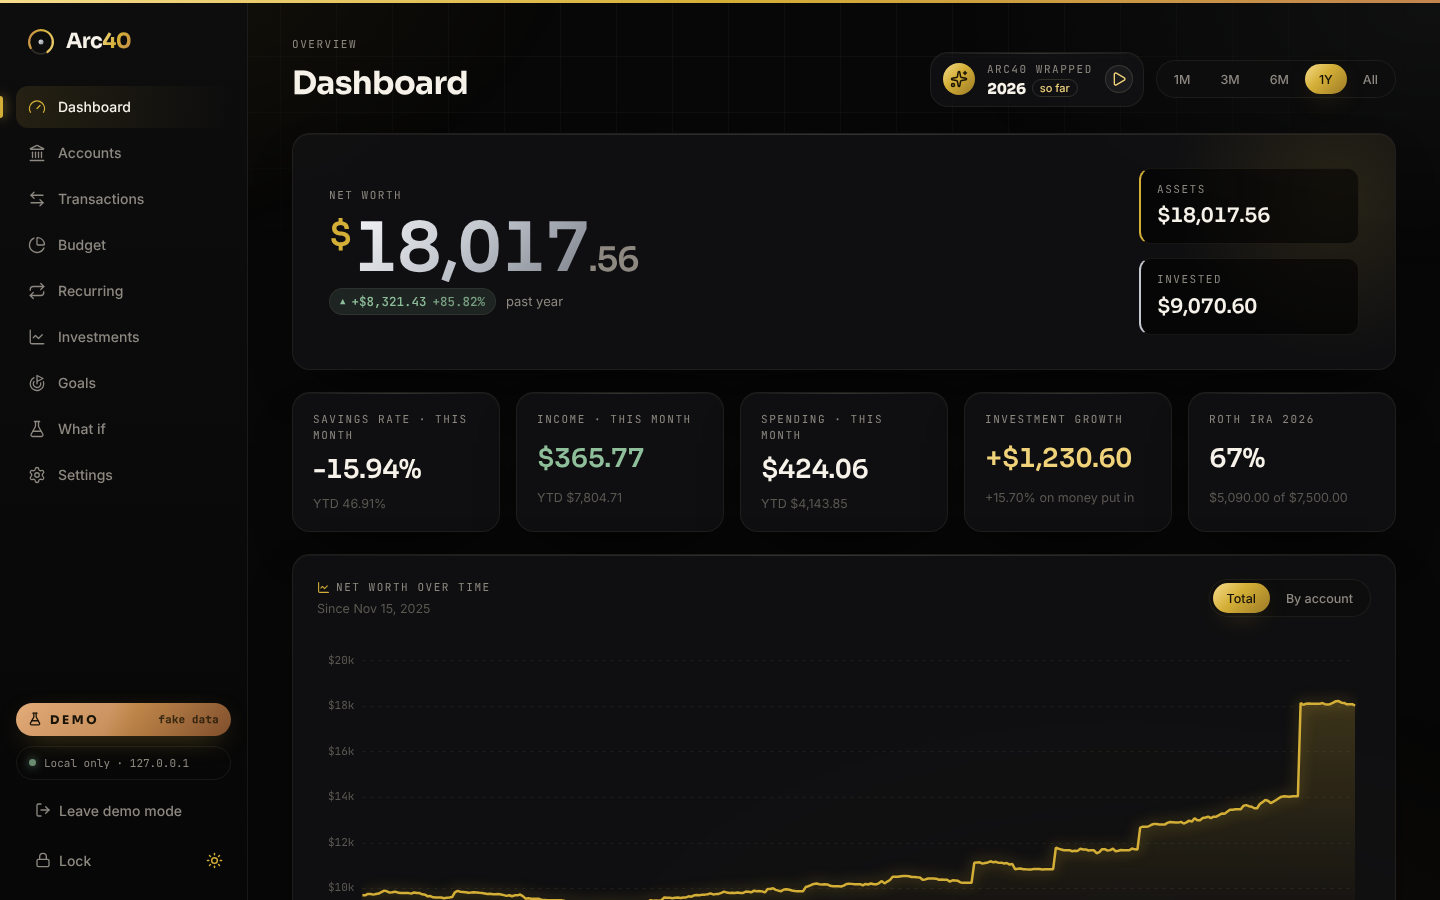 Arc40
Dashboard
Accounts
Transactions
Budget
Recurring
Investments
Goals
What if
Settings
DEMO fake data
Local only · 127.0.0.1
Leave demo mode
Lock
OVERVIEW
Dashboard
ARC40 WRAPPED
2026 so far
1M 3M 6M 1Y All
NET WORTH
$18,017.56
▲ +$8,321.43 +85.82% past year
ASSETS
$18,017.56
INVESTED
$9,070.60
SAVINGS RATE · THIS
MONTH
-15.94%
YTD 46.91%
INCOME · THIS MONTH
$365.77
YTD $7,804.71
SPENDING · THIS
MONTH
$424.06
YTD $4,143.85
INVESTMENT GROWTH
+$1,230.60
+15.70% on money put in
ROTH IRA 2026
67%
$5,090.00 of $7,500.00
NET WORTH OVER TIME
Since Nov 15, 2025
Total By account
$20k
$18k
$16k
$14k
$12k
$10k